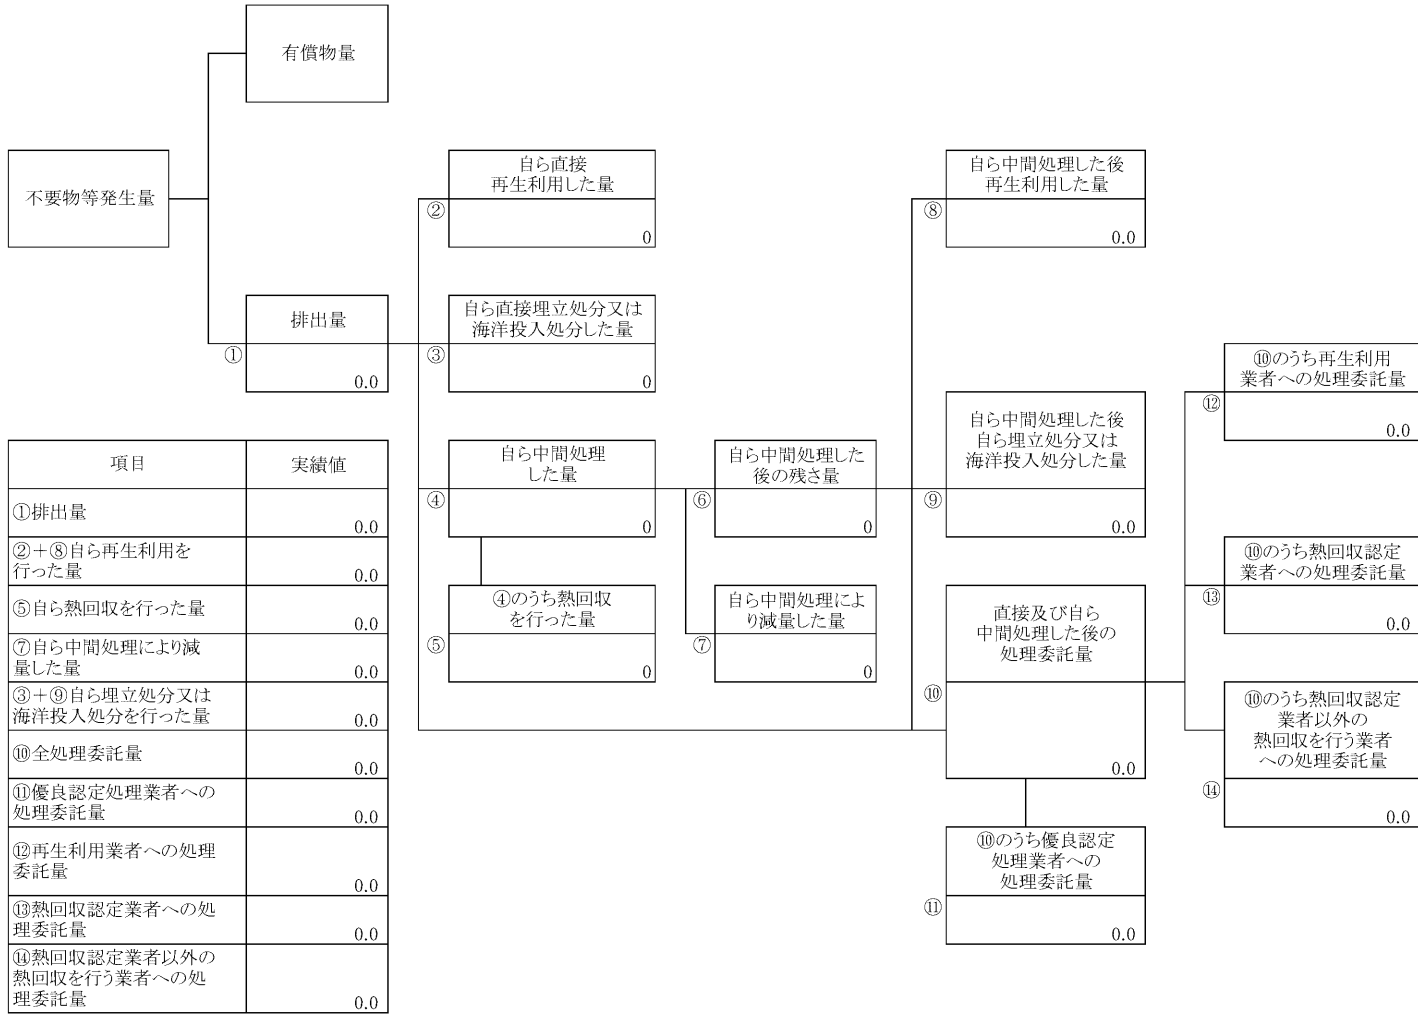 有償物量
不要物等発生量
排出量
①
0.0
自ら直接
再生利用した量
②
0
自ら直接埋立処分又は
海洋投入処分した量
③
0
自ら中間処理
した量
④
0
④のうち熱回収
を行った量
⑤
0
自ら中間処理した
後の残さ量
⑥
0
自ら中間処理によ
り減量した量
⑦
0
自ら中間処理した後
再生利用した量
⑧
0.0
自ら中間処理した後
自ら埋立処分又は
海洋投入処分した量
⑨
0.0
直接及び自ら
中間処理した後の
処理委託量
⑩
0.0
⑩のうち優良認定
処理業者への
処理委託量
⑪
0.0
⑩のうち再生利用
業者への処理委託量
⑫
0.0
⑩のうち熱回収認定
業者への処理委託量
⑬
0.0
⑩のうち熱回収認定
業者以外の
熱回収を行う業者
への処理委託量
⑭
0.0
項目 実績値
①排出量
0.0
②+⑧自ら再生利用を
行った量
0.0
⑤自ら熱回収を行った量
0.0
⑦自ら中間処理により減
量した量
0.0
③+⑨自ら埋立処分又は
海洋投入処分を行った量
0.0
⑩全処理委託量
0.0
⑪優良認定処理業者への
処理委託量
0.0
⑫再生利用業者への処理
委託量
0.0
⑬熱回収認定業者への処
理委託量
0.0
⑭熱回収認定業者以外の
熱回収を行う業者への処
理委託量
0.0